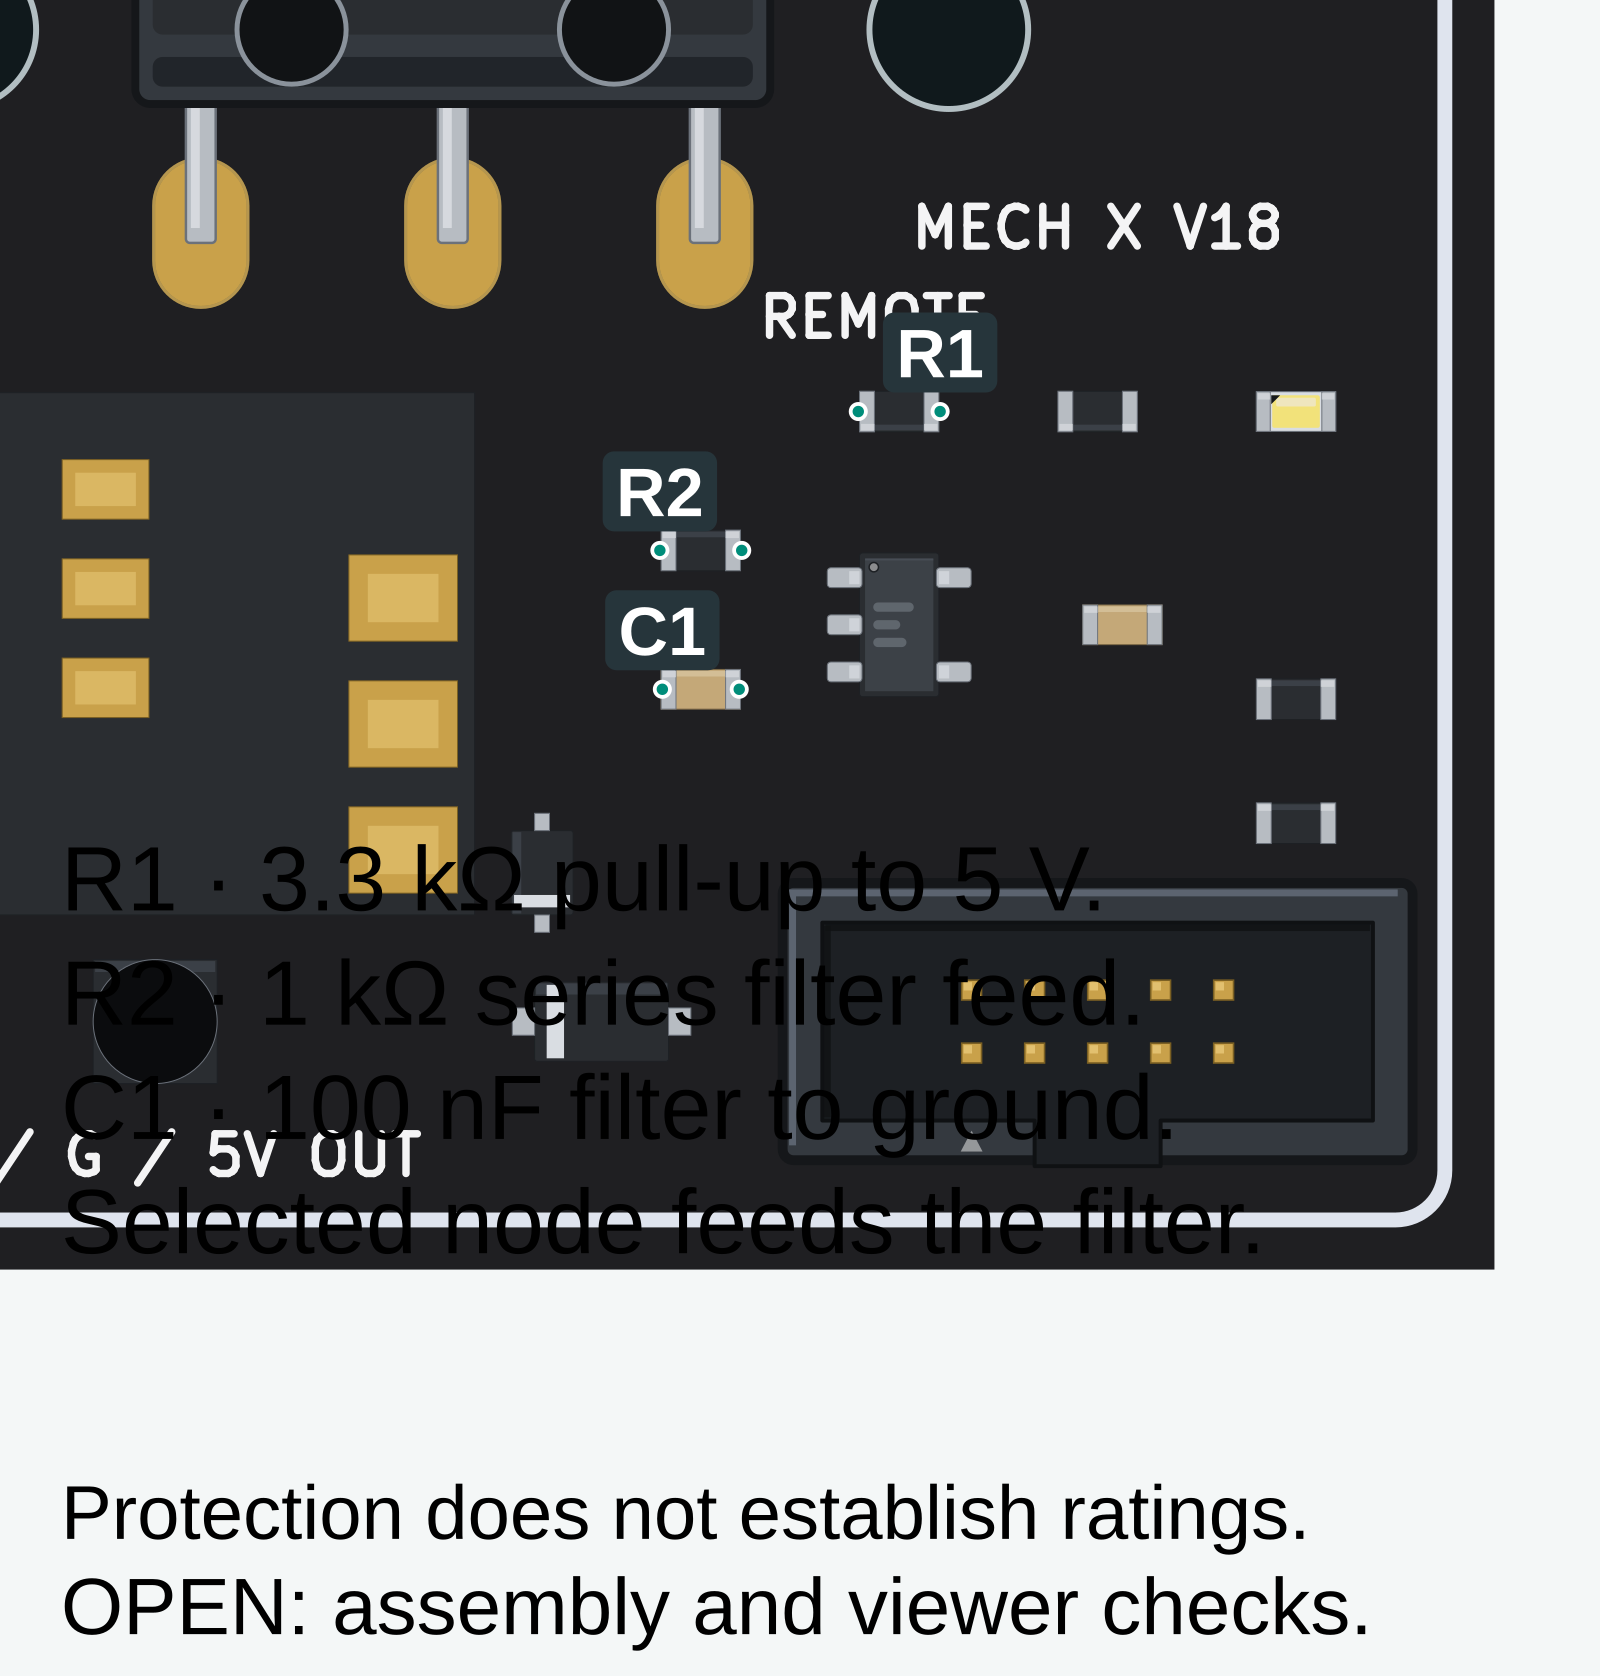 MECH X V18
REMOTE
R1
R2
C1
R1 · 3.3 kΩ pull-up to 5 V.
R2 · 1 kΩ series filter feed.
C1 · 100 nF filter to ground.
/ G / 5V OUT
Selected node feeds the filter.
Protection does not establish ratings.
OPEN: assembly and viewer checks.